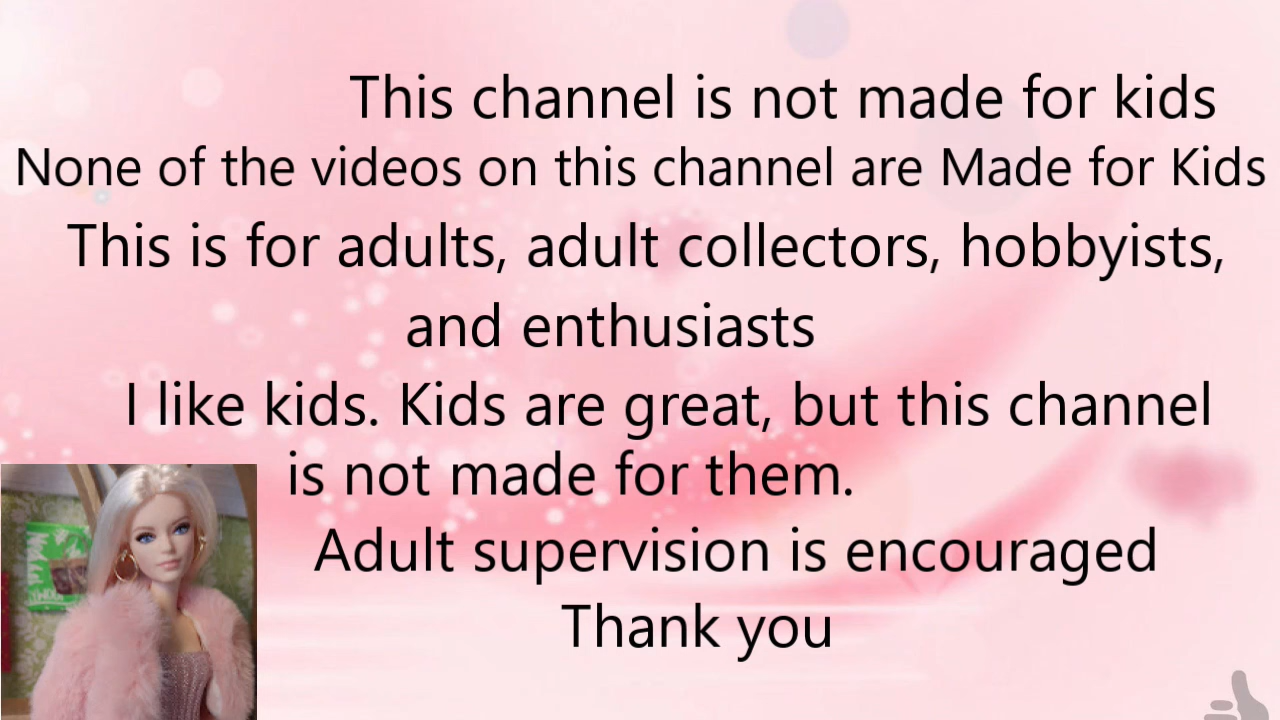 This channel is not made for kids
None of the videos on this channel are Made for Kids
This is for adults, adult collectors, hobbyists,
and enthusiasts
I like kids. Kids are great, but this channel
is not made for them.
Adult supervision is encouraged
Thank you